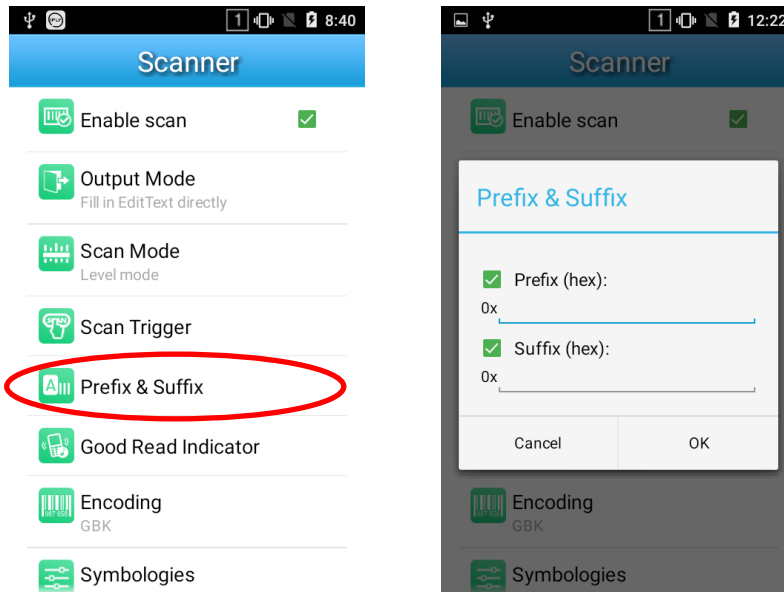 1
8:40
Scanner
Enable scan
Output Mode
Fill in EditText directly
Scan Mode
Level mode
SCAN
Scan Trigger
A
Prefix & Suffix
Good Read Indicator
Encoding
GBK
Symbologies
1
12:22
Scanner
Enable scan
Prefix & Suffix
Prefix (hex):
0x
Suffix (hex):
0x
Cancel
OK
Encoding
GBK
Symbologies